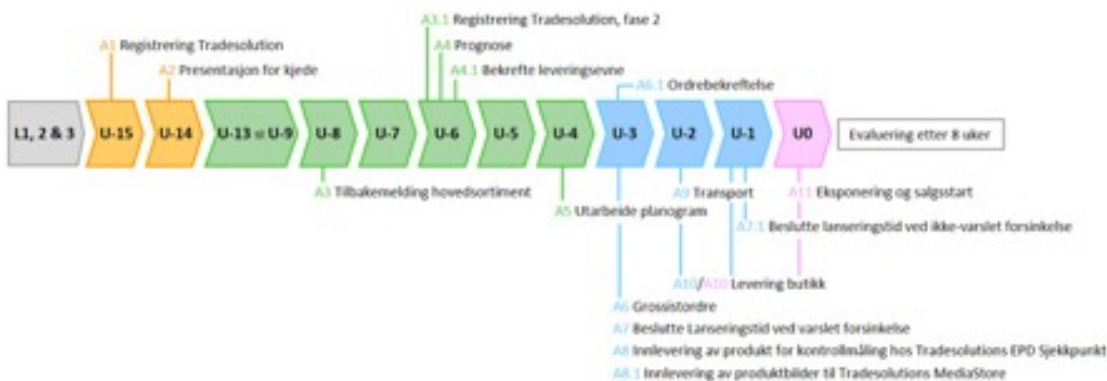 A3.1 Registrering Tradesolution, fase 2
A1 Registrering Tradesolution
A4 Prognose
A2 Presentasjon for kjede
A4.1 Bekrefte leveringsevne
A6.1 Ordrebekreftelse
L1, 2 & 3
U-15
U-14
U-13 til U-9
U-8
U-7
U-6
U-5
U-4
U-3
U-2
U-1
U0
Evaluering etter 8 uker
A3 Tilbakemelding hovedsortiment
A9 Transport
A11 Eksponering og salgsstart
A5 Utarbeide planogram
A7.1 Beslutte lanseringstid ved ikke-varslet forsinkelse
A10/A10 Levering butikk
A6 Grossistordre
A7 Beslutte Lanseringstid ved varslet forsinkelse
A8 Innlevering av produkt for kontrollmåling hos Tradesolutions EPD Sjekkpunkt
A8.1 Innlevering av produktbilder til Tradesolutions MediaStore